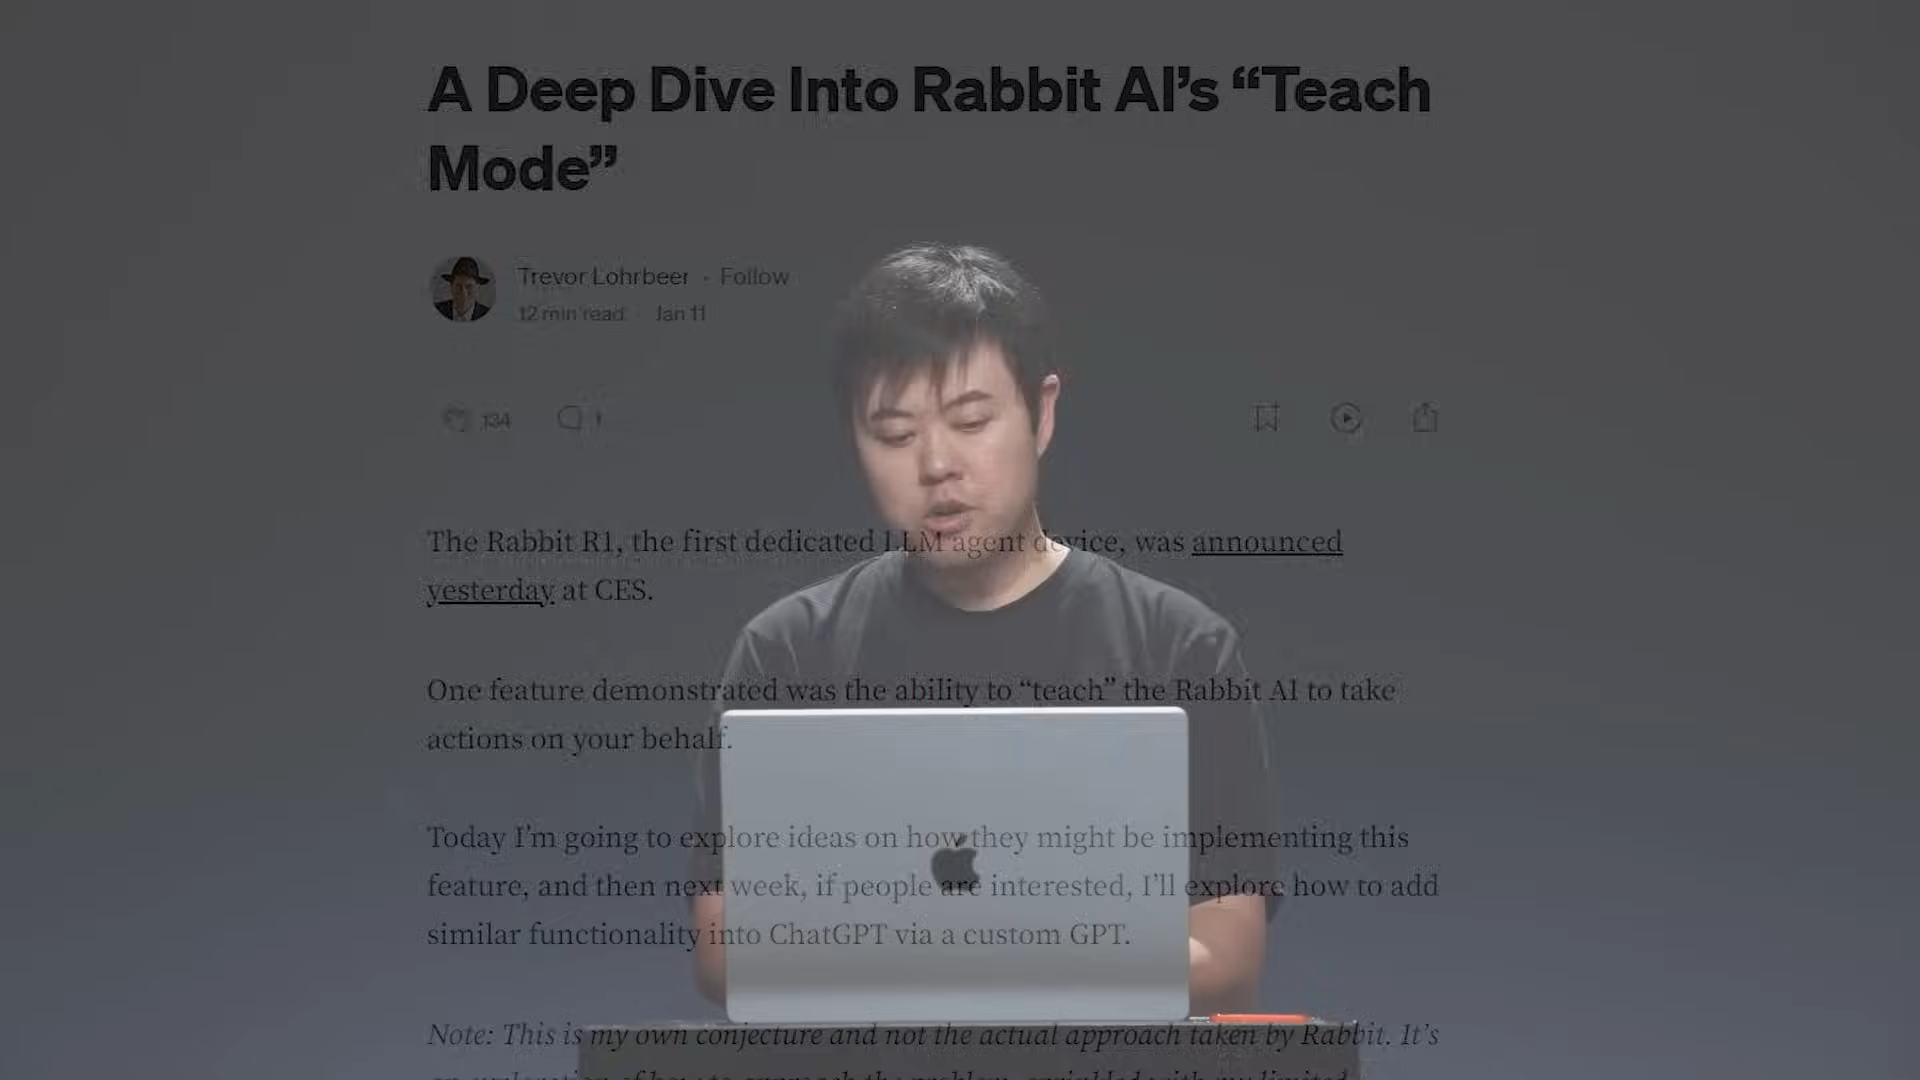 A Deep Dive Into Rabbit AI’s “Teach
Mode”
Trevor Lohrbeer · Follow
12 min read · Jan 11
134
1
The Rabbit R1, the first dedicated LLM agent device, was announced
yesterday at CES.
One feature demonstrated was the ability to “teach” the Rabbit AI to take
actions on your behalf.
Today I’m going to explore ideas on how they might be implementing this
feature, and then next week, if people are interested, I’ll explore how to add
similar functionality into ChatGPT via a custom GPT.
Note: This is my own conjecture and not the actual approach taken by Rabbit. It’s